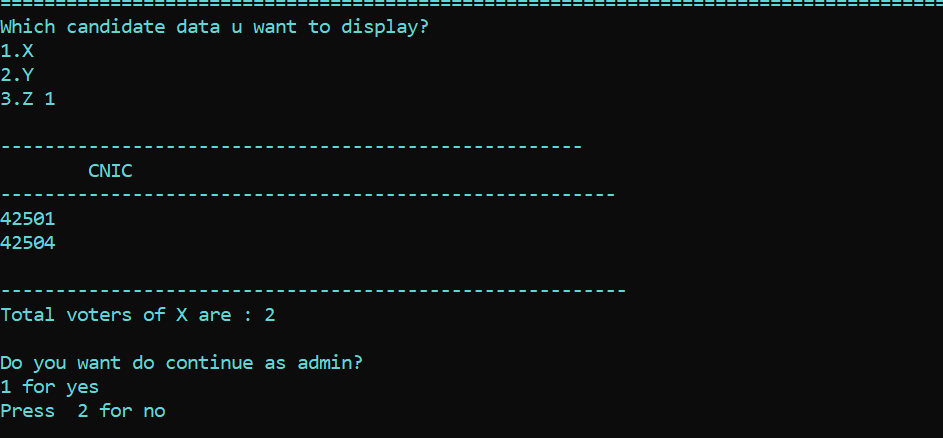 =====================================================================================
Which candidate data u want to display?
1.X
2.Y
3.Z 1
-----------------------------------------------------
        CNIC
--------------------------------------------------------
42501
42504
---------------------------------------------------------
Total voters of X are : 2
Do you want do continue as admin?
1 for yes
Press  2 for no